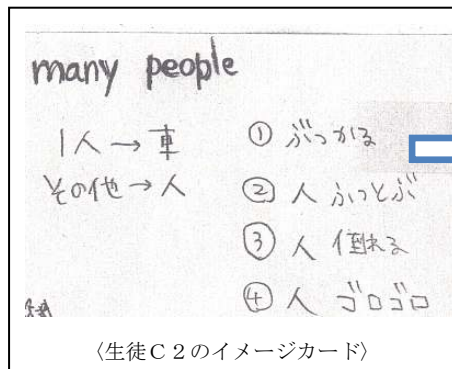 many people
1人→車
その他→人
① ぶつかる
② 人 ふっとぶ
③ 人 倒れる
④ 人 ゴロゴロ
〈生徒C2のイメージカード〉